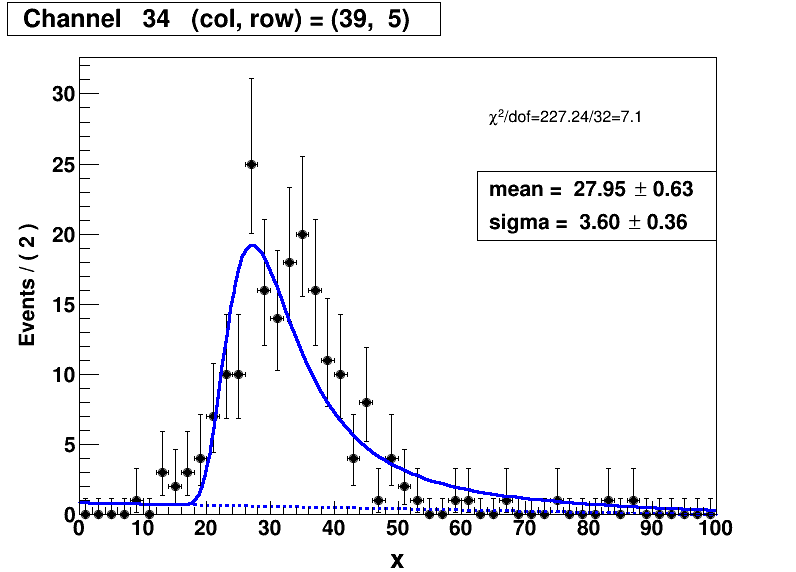 Channel 34 (col, row) = (39, 5)
χ²/dof=227.24/32=7.1
mean = 27.95 ± 0.63
sigma = 3.60 ± 0.36
Events / ( 2 )
30
25
20
15
10
5
0
0 10 20 30 40 50 60 70 80 90 100
x